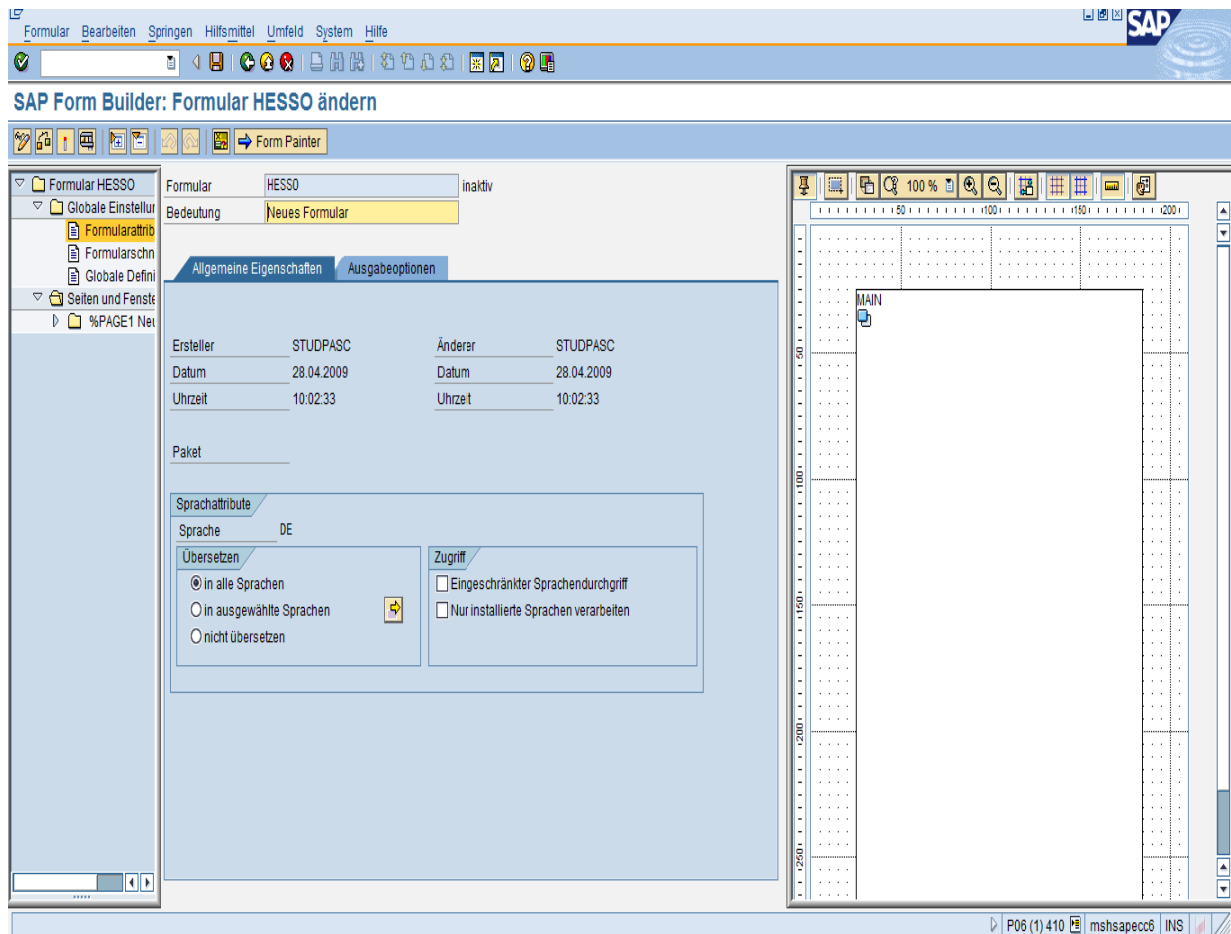 Formular Bearbeiten Springen Hilfsmittel Umfeld System Hilfe
SAP
SAP Form Builder: Formular HESSO ändern
Form Painter
Formular HESSO
Globale Einstellur
Formularattrib
Formularschn
Globale Defini
Seiten und Fenste
%PAGE1 Neu
Formular HESSO inaktiv
Bedeutung Neues Formular
Allgemeine Eigenschaften Ausgabeoptionen
Ersteller STUDPASC Änderer STUDPASC
Datum 28.04.2009 Datum 28.04.2009
Uhrzeit 10:02:33 Uhrzeit 10:02:33
Paket
Sprachattribute
Sprache DE
Übersetzen Zugriff
in alle Sprachen Eingeschränkter Sprachendurchgriff
in ausgewählte Sprachen Nur installierte Sprachen verarbeiten
nicht übersetzen
100 %
50 100 150 200
MAIN
50
100
150
200
250
P06 (1) 410 mshsapecc6 INS